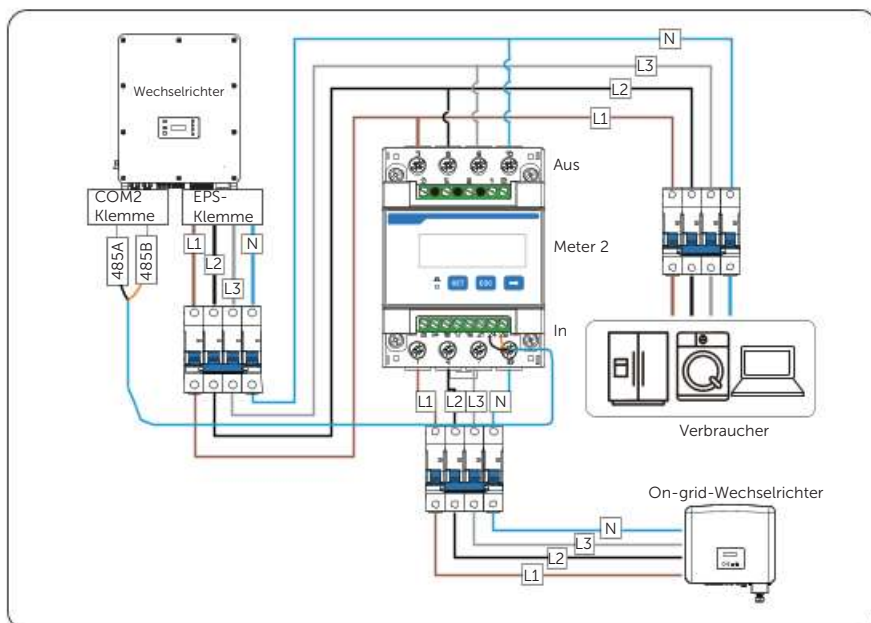 N
L3
L2
L1
Wechselrichter
COM2
Klemme
EPS-
Klemme
485A
485B
L1
L2
L3
N
Aus
Meter 2
SET
ESC
In
L1
L2
L3
N
Verbraucher
On-grid-Wechselrichter
N
L3
L2
L1